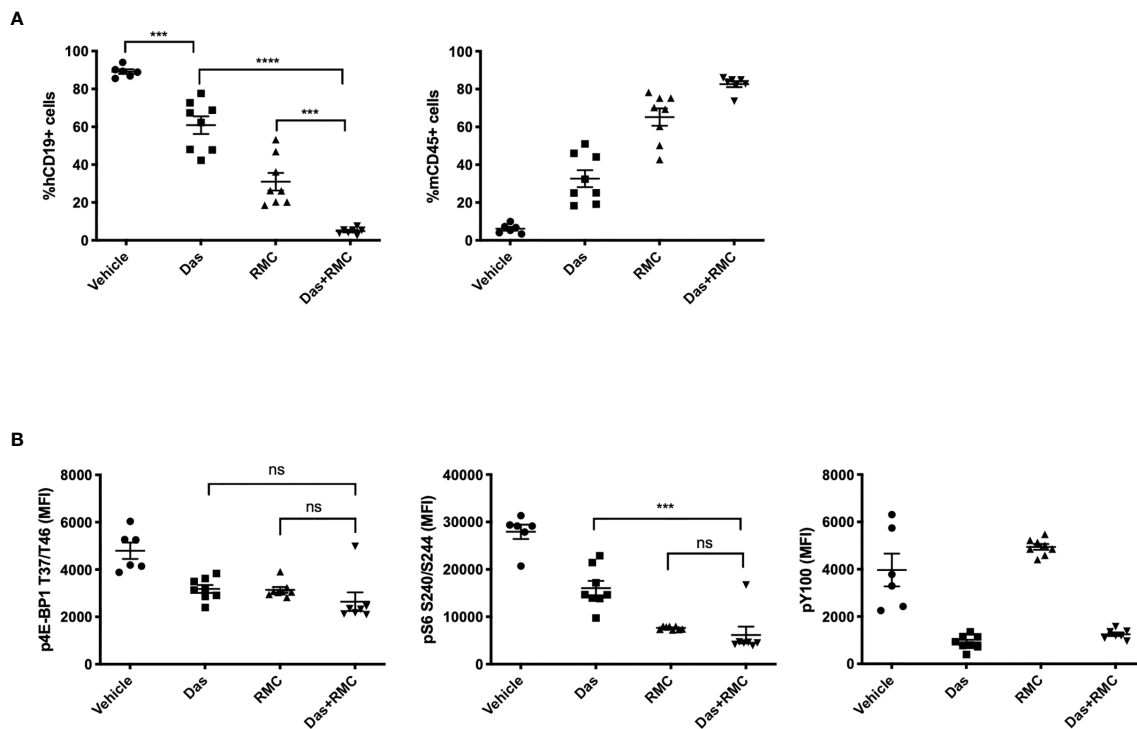 A
%hCD19+ cells
100
80
60
40
20
0
***
****
***
Vehicle
Das
RMC
Das+RMC
%mCD45+ cells
100
80
60
40
20
0
Vehicle
Das
RMC
Das+RMC
B
p4E-BP1 T37/T46 (MFI)
8000
6000
4000
2000
0
ns
ns
Vehicle
Das
RMC
Das+RMC
pS6 S240/S244 (MFI)
40000
30000
20000
10000
0
***
ns
Vehicle
Das
RMC
Das+RMC
pY100 (MFI)
8000
6000
4000
2000
0
Vehicle
Das
RMC
Das+RMC